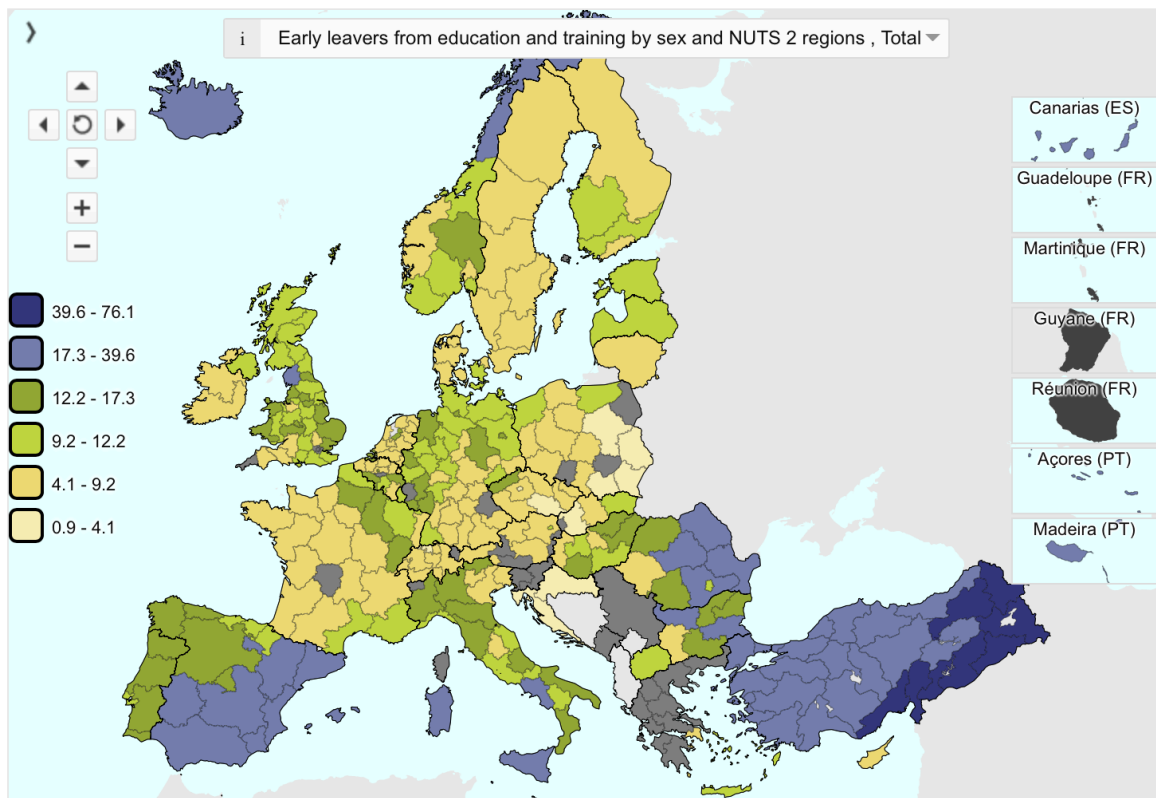 i Early leavers from education and training by sex and NUTS 2 regions , Total
Canarias (ES)
Guadeloupe (FR)
Martinique (FR)
Guyane (FR)
Réunion (FR)
Açores (PT)
Madeira (PT)
39.6 - 76.1
17.3 - 39.6
12.2 - 17.3
9.2 - 12.2
4.1 - 9.2
0.9 - 4.1